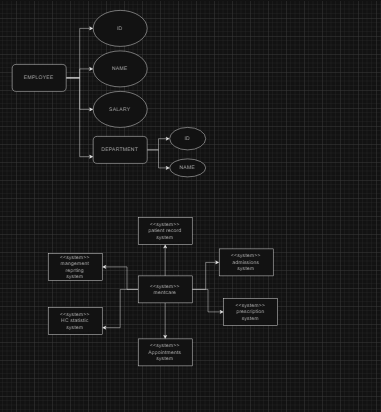 ID
NAME
EMPLOYEE
SALARY
DEPARTMENT
ID
NAME
<<system>>
patient record
system
<<system>>
admissions
system
<<system>>
mangement
reprting
system
<<system>>
mentcare
<<system>>
prescription
system
<<system>>
HC statistic
system
<<system>>
Appointments
system